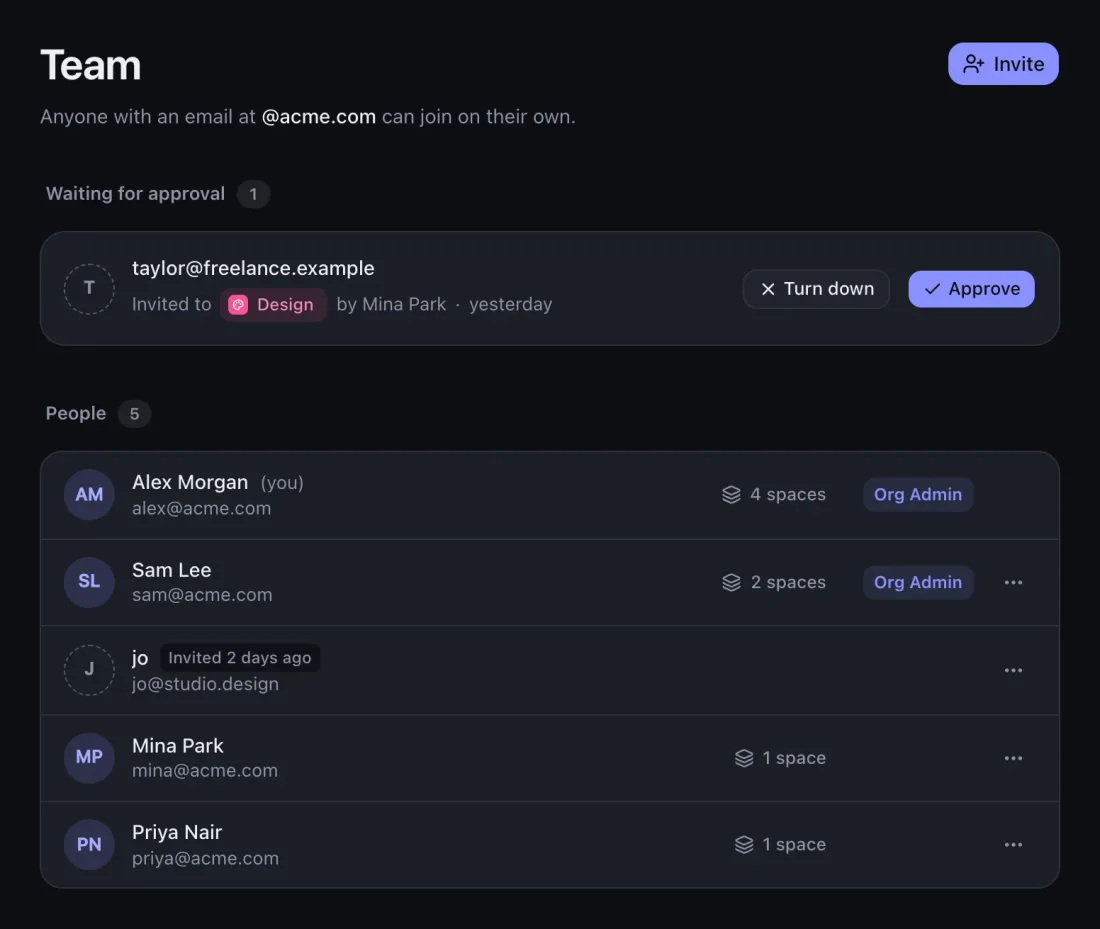 Team
Invite
Anyone with an email at @acme.com can join on their own.
Waiting for approval 1
T
taylor@freelance.example
Invited to Design by Mina Park · yesterday
Turn down
Approve
People 5
AM
Alex Morgan (you)
alex@acme.com
4 spaces
Org Admin
SL
Sam Lee
sam@acme.com
2 spaces
Org Admin
J
jo Invited 2 days ago
jo@studio.design
MP
Mina Park
mina@acme.com
1 space
PN
Priya Nair
priya@acme.com
1 space